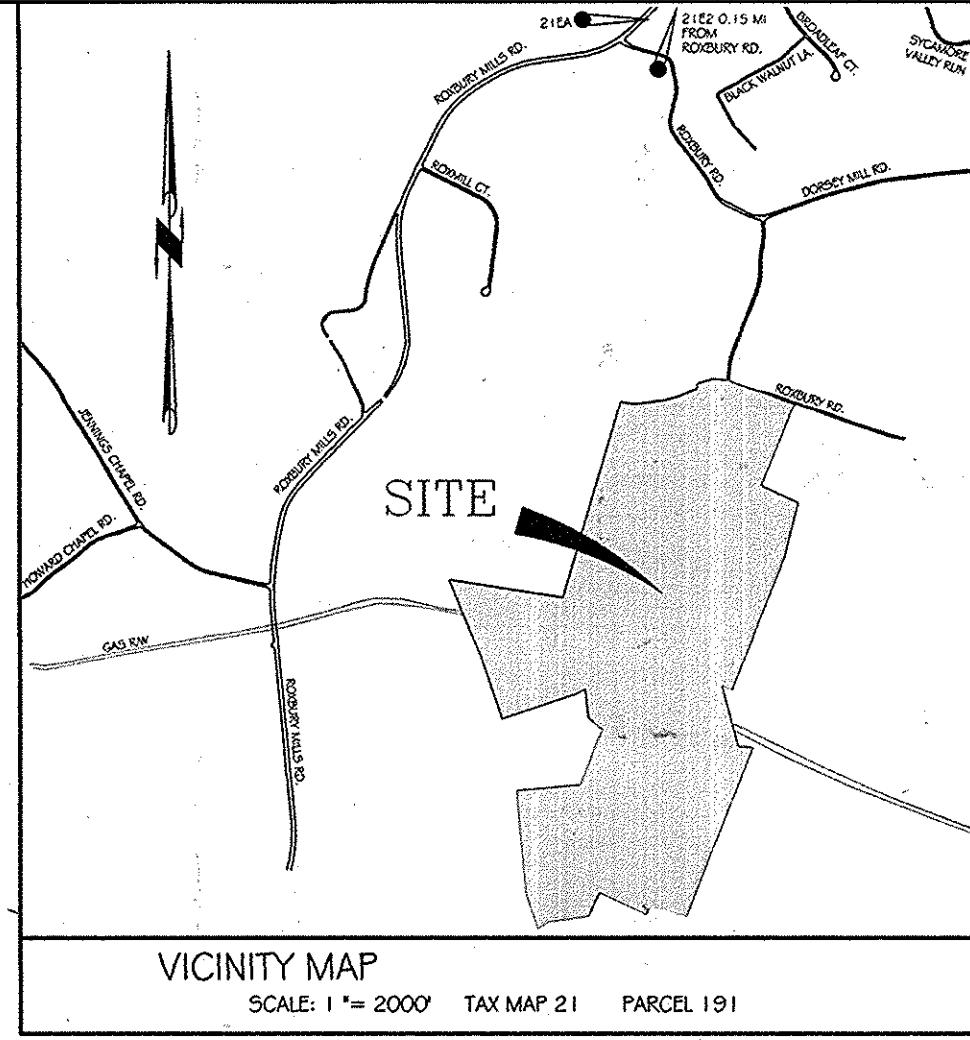 21EA
21E2 0.15 MI
FROM
ROXBURY RD.
BROADLEAF CT.
SYCAMORE
VALLEY RUN
ROXBURY MILLS RD.
BLACK WALNUT LA.
ROXMILL CT.
ROXBURY RD.
DORSEY MILL RD.
N
JENNINGS CHAPEL RD.
ROXBURY MILLS RD.
ROXBURY RD.
SITE
HOWARD CHAPEL RD.
GAS R/W
ROXBURY MILLS RD.
VICINITY MAP
SCALE: 1 "= 2000' TAX MAP 21 PARCEL 191